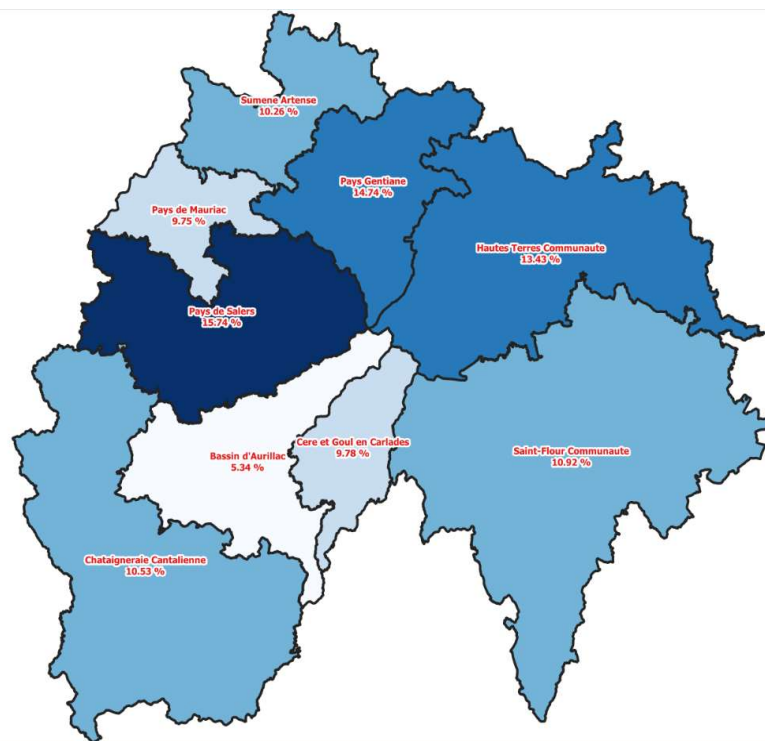 Sumene Artense
10.26 %
Pays Gentiane
14.74 %
Pays de Mauriac
9.75 %
Hautes Terres Communaute
13.43 %
Pays de Salers
15.74 %
Cere et Goul en Carlades
9.78 %
Bassin d'Aurillac
5.34 %
Saint-Flour Communaute
10.92 %
Chataigneraie Cantalienne
10.53 %